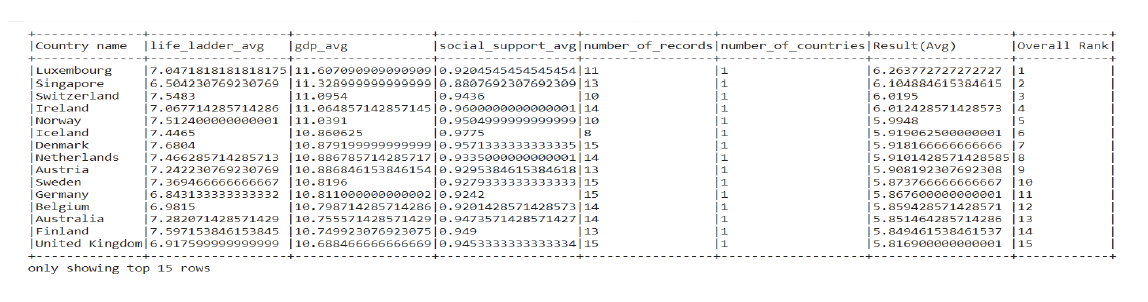 +--------------+-----------------+------------------+------------------+-----------------+-------------------+------------------+------------+
|Country name |life_ladder_avg |gdp_avg |social_support_avg|number_of_records|number_of_countries|Result(Avg) |Overall Rank|
+--------------+-----------------+------------------+------------------+-----------------+-------------------+------------------+------------+
|Luxembourg |7.0471818181818175|11.607090909090909|0.9204545454545454|11 |1 |6.263772727272727 |1 |
|Singapore |6.504230769230769 |11.328999999999999|0.8807692307692309|13 |1 |6.104884615384615 |2 |
|Switzerland |7.5483 |11.0954 |0.9436 |10 |1 |6.0195 |3 |
|Ireland |7.067714285714286 |11.064857142857145|0.9600000000000001|14 |1 |6.012428571428573 |4 |
|Norway |7.512400000000001 |11.0391 |0.9504999999999999|10 |1 |5.9948 |5 |
|Iceland |7.4465 |10.860625 |0.9775 |8 |1 |5.919062500000001 |6 |
|Denmark |7.6804 |10.879199999999999|0.9571333333333335|15 |1 |5.918166666666666 |7 |
|Netherlands |7.466285714285713 |10.886785714285717|0.9335000000000001|14 |1 |5.9101428571428585|8 |
|Austria |7.242230769230769 |10.886846153846154|0.9295384615384618|13 |1 |5.908192307692308 |9 |
|Sweden |7.369466666666667 |10.8196 |0.9279333333333333|15 |1 |5.873766666666667 |10 |
|Germany |6.843133333333332 |10.811000000000002|0.9242 |15 |1 |5.867600000000001 |11 |
|Belgium |6.9815 |10.798714285714286|0.9201428571428573|14 |1 |5.859428571428571 |12 |
|Australia |7.282071428571429 |10.755571428571429|0.9473571428571427|14 |1 |5.851464285714286 |13 |
|Finland |7.597153846153845 |10.749923076923075|0.949 |13 |1 |5.849461538461537 |14 |
|United Kingdom|6.917599999999999 |10.688466666666669|0.9453333333333334|15 |1 |5.816900000000001 |15 |
+--------------+-----------------+------------------+------------------+-----------------+-------------------+------------------+------------+
only showing top 15 rows